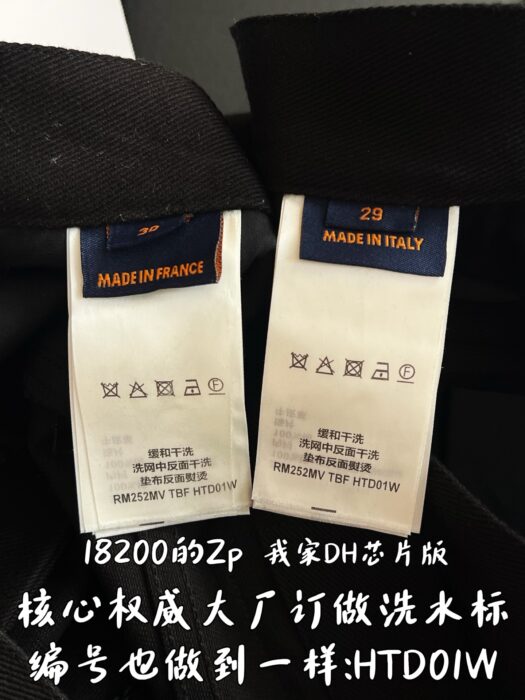 30
MADE IN FRANCE
缓和干洗
洗网中反面干洗
垫布反面熨烫
RM252MV TBF HTD01W
29
MADE IN ITALY
F
缓和干洗
洗网中反面干洗
垫布反面熨烫
RM252MV TBF HTD01W
18200的Zp 我家DH芯片版
核心权威大厂订做洗水标
编号也做到一样:HTD01W